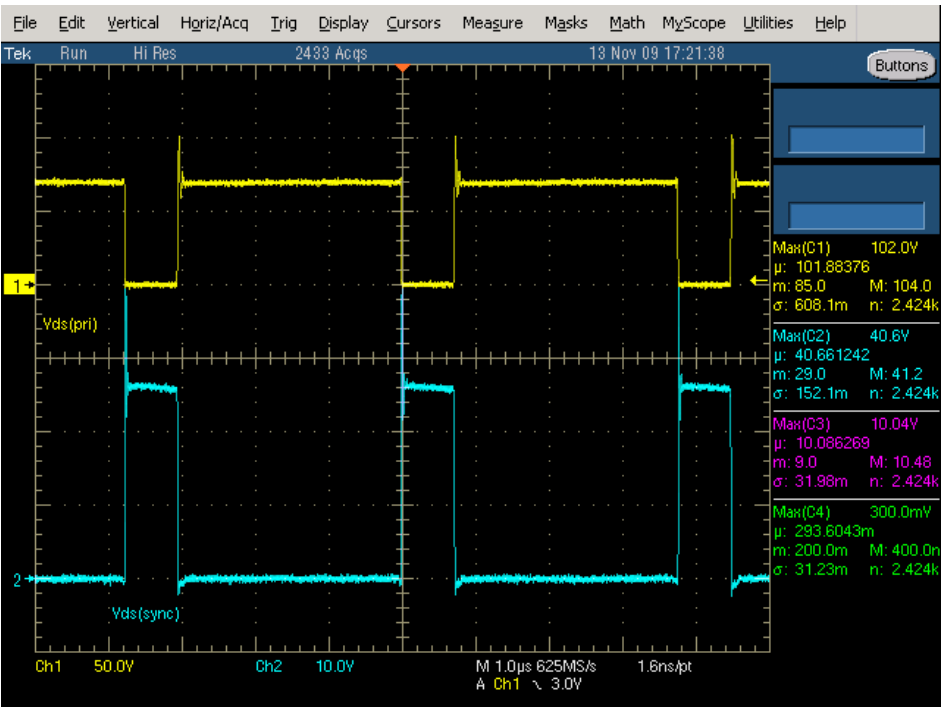 File Edit Vertical Horiz/Acq Trig Display Cursors Measure Masks Math MyScope Utilities Help
Tek Run Hi Res 2433 Acqs 13 Nov 09 17:21:38
Buttons
Max(C1) 102.0V
µ: 101.88376
m: 85.0 M: 104.0
σ: 608.1m n: 2.424k
1
Vds(pri)
Max(C2) 40.6V
µ: 40.661242
m: 29.0 M: 41.2
σ: 152.1m n: 2.424k
Max(C3) 10.04V
µ: 10.086269
m: 9.0 M: 10.48
σ: 31.98m n: 2.424k
Max(C4) 300.0mV
µ: 293.6043m
m: 200.0m M: 400.0n
σ: 31.23m n: 2.424k
2
Vds(sync)
Ch1 50.0V Ch2 10.0V M 1.0µs 625MS/s 1.6ns/pt
A Ch1 \ 3.0V